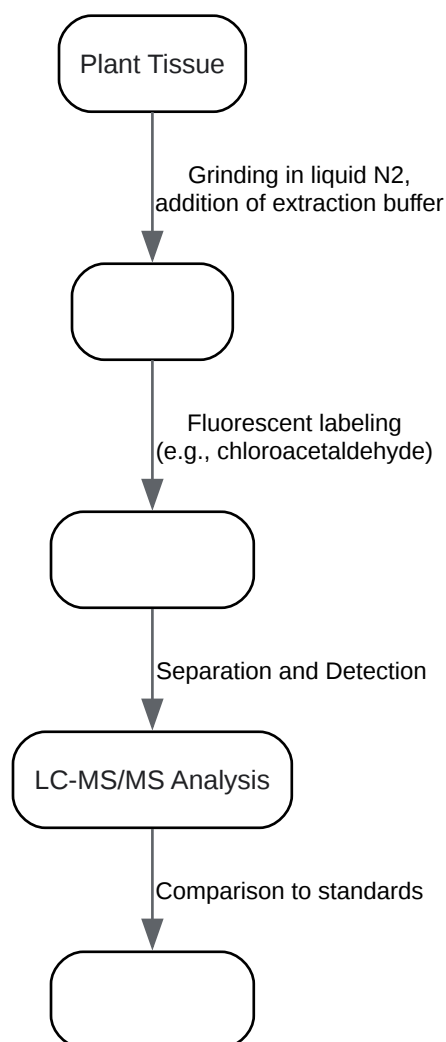 Plant Tissue
Grinding in liquid N2,
addition of extraction buffer
Fluorescent labeling
(e.g., chloroacetaldehyde)
Separation and Detection
LC-MS/MS Analysis
Comparison to standards